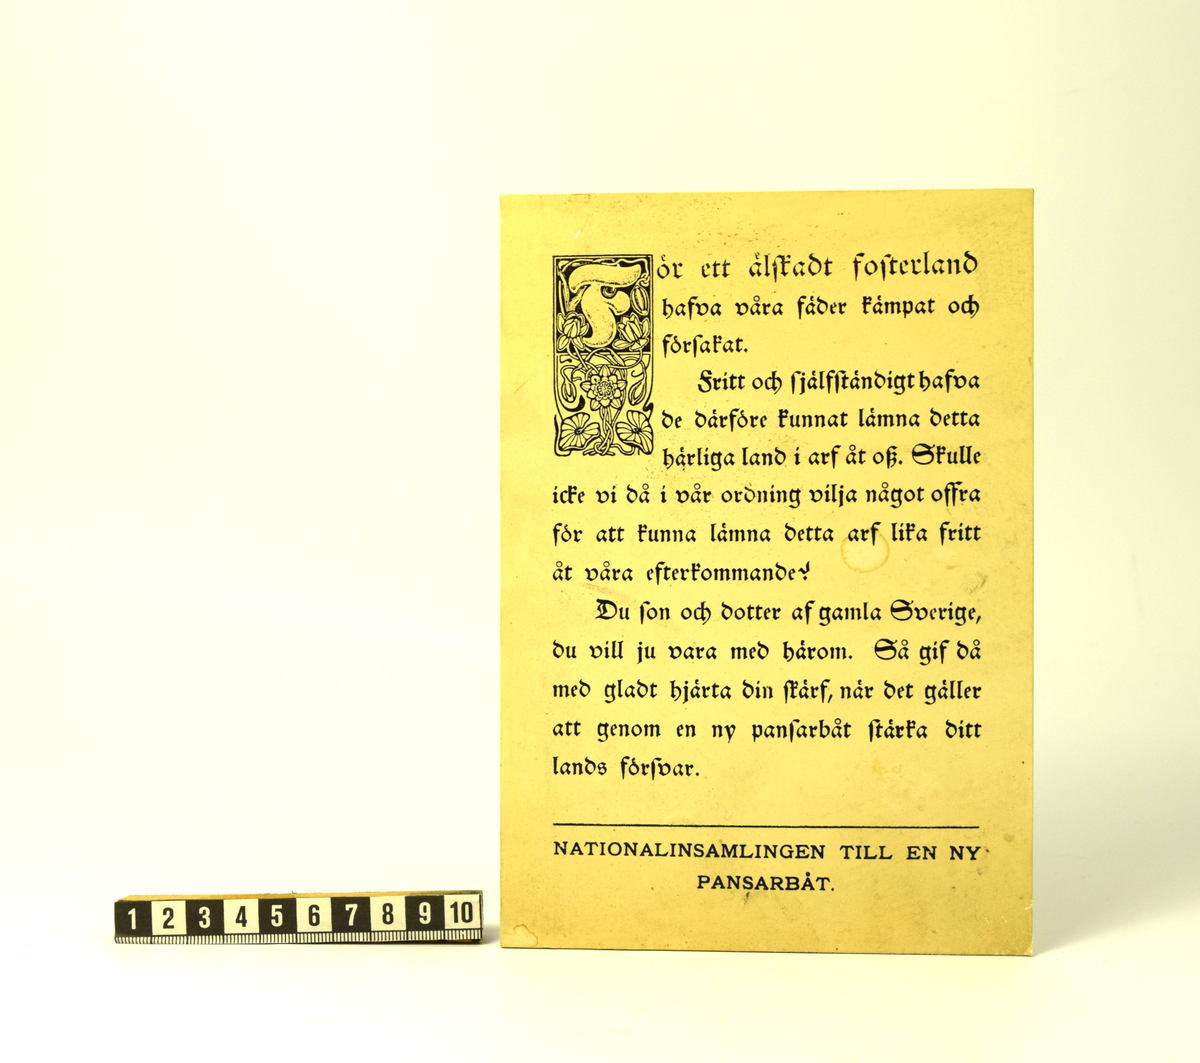 För ett älskadt fosterland
hafva våra fäder kämpat och
försakat.
Fritt och själfständigt hafva
de därföre kunnat lämna detta
härliga land i arf åt oß. Skulle
icke vi då i vår ordning vilja något offra
för att kunna lämna detta arf lika fritt
åt våra efterkommande?
Du son och dotter af gamla Sverige,
du vill ju vara med härom. Så gif då
med gladt hjärta din skärf, när det gäller
att genom en ny pansarbåt stärka ditt
lands försvar.
NATIONALINSAMLINGEN TILL EN NY
PANSARBÅT.
1 2 3 4 5 6 7 8 9 10